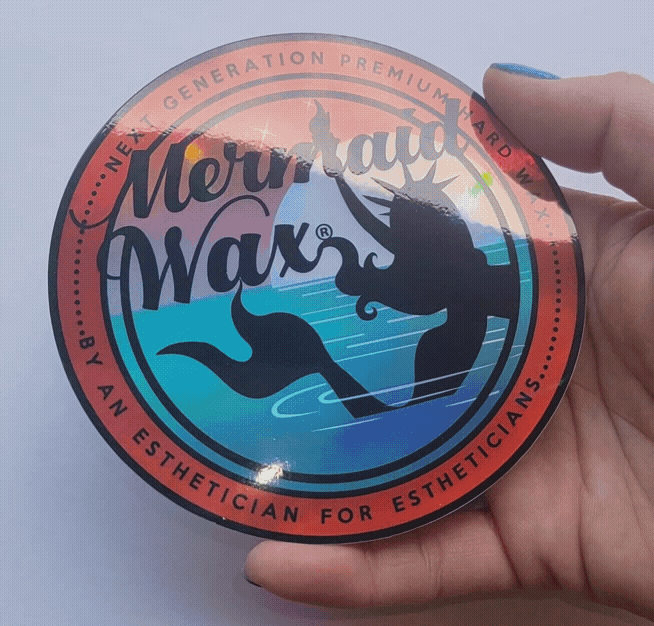 NEXT GENERATION PREMIUM HARD WAX
Mermaid
Wax®
BY AN ESTHETICIAN FOR ESTHETICIANS